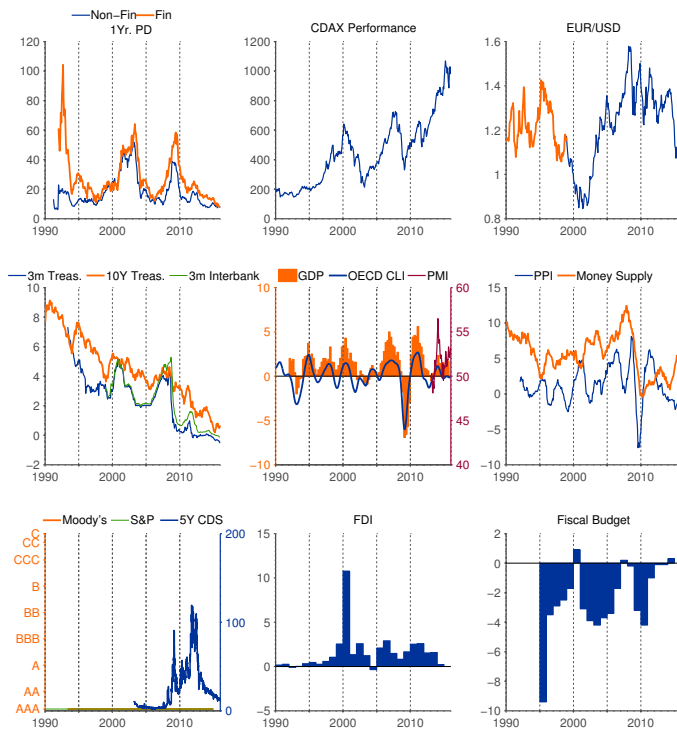 Non−Fin Fin
1Yr. PD
120
100
80
60
40
20
0
1990 2000 2010
CDAX Performance
1200
1000
800
600
400
200
0
1990 2000 2010
EUR/USD
1.6
1.4
1.2
1
0.8
1990 2000 2010
3m Treas. 10Y Treas. 3m Interbank
10
8
6
4
2
0
−2
1990 2000 2010
GDP OECD CLI PMI
10 60
5 55
0 50
−5 45
−10 40
1990 2000 2010
PPI Money Supply
15
10
5
0
−5
−10
1990 2000 2010
Moody's S&P 5Y CDS
C 200
CC
CCC
B
BB 100
BBB
A
AA
AAA 0
1990 2000 2010
FDI
15
10
5
0
−5
1990 2000 2010
Fiscal Budget
2
0
−2
−4
−6
−8
−10
1990 2000 2010